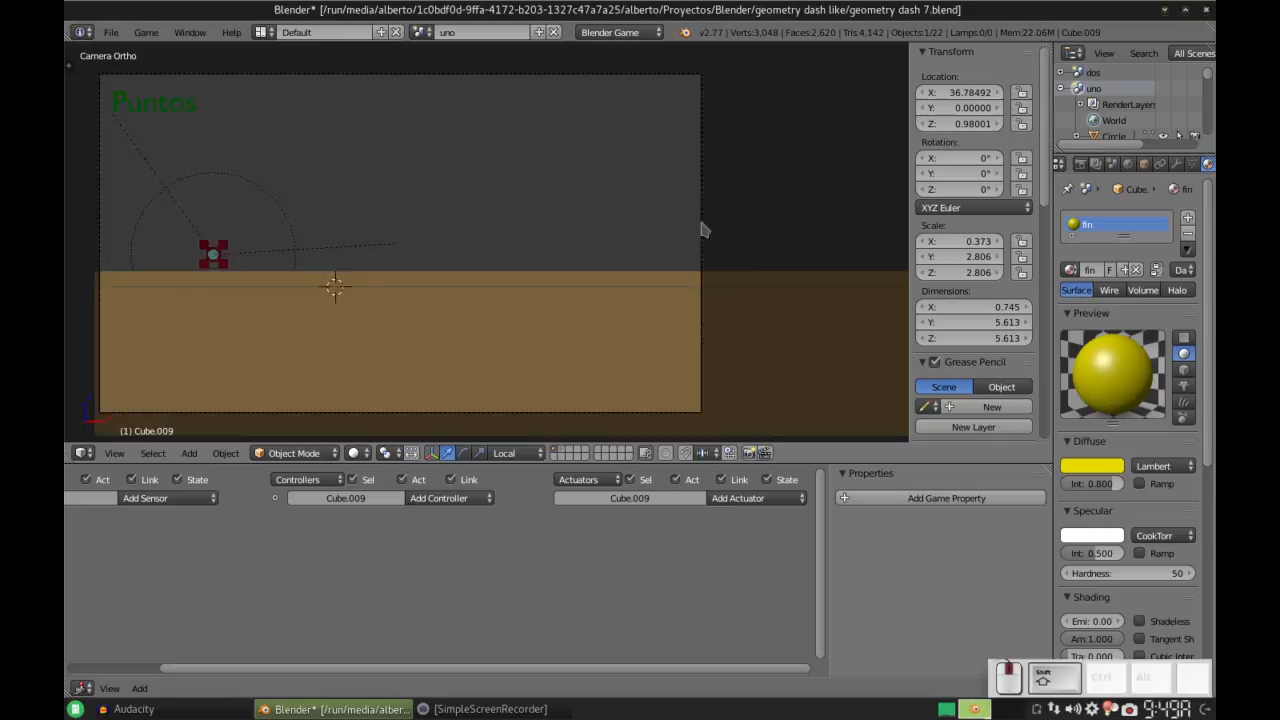 Blender* [/run/media/alberto/1c0bdf0d-9ffa-4172-b203-1327c47a7a25/alberto/Proyectos/Blender/geometry dash like/geometry dash 7.blend]
File Game Window Help Default uno Blender Game v2.77 | Verts:3,048 | Faces:2,620 | Tris:4,142 | Objects:1/22 | Lamps:0/0 | Mem:22.06M | Cube.009
View Search All Scenes
Camera Ortho
Puntos
(1) Cube.009
Transform
Location:
X: 36.78492
Y: 0.00000
Z: 0.98001
Rotation:
X: 0°
Y: 0°
Z: 0°
XYZ Euler
Scale:
X: 0.373
Y: 2.806
Z: 2.806
Dimensions:
X: 0.745
Y: 5.613
Z: 5.613
Grease Pencil
Scene Object
New
New Layer
dos
uno
RenderLayers
World
Circle
Cube. fin
fin
fin F Da
Surface Wire Volume Halo
Preview
Diffuse
Lambert
Int: 0.800 Ramp
Specular
CookTorr
Int: 0.500 Ramp
Hardness: 50
Shading
Emi: 0.00 Shadeless
Am:1.000 Tangent Sh
Tra: 0.000 Cubic Inter
View Select Add Object Object Mode Local
Act Link State Controllers Sel Act Link Actuators Sel Act Link State
Add Sensor Cube.009 Add Controller Cube.009 Add Actuator
Properties
Add Game Property
View Add
Shift Ctrl Alt
Audacity Blender* [/run/media/alber... [SimpleScreenRecorder]